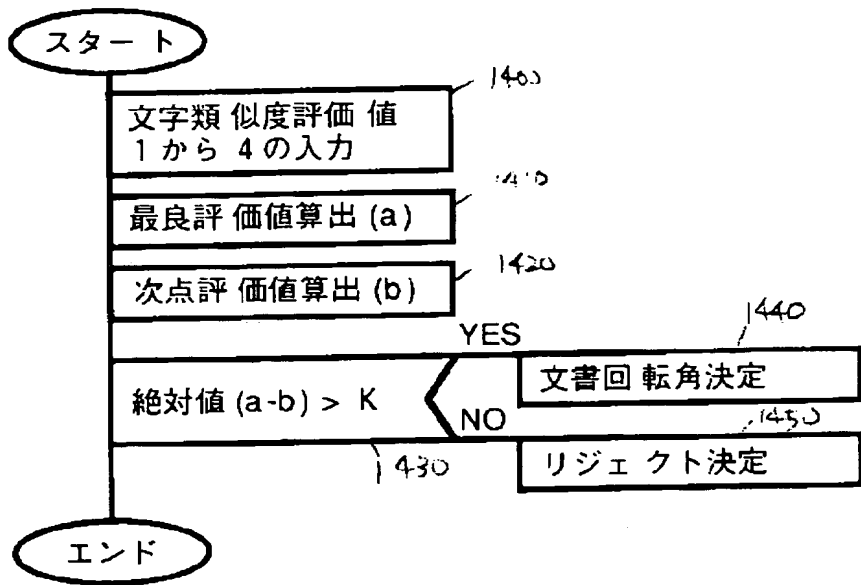 スタート
1400
文字類似度評価値
1から4の入力
1410
最良評価値算出(a)
1420
次点評価値算出(b)
YES
1440
文書回転角決定
絶対値(a-b) > K
NO
1450
1430
リジェクト決定
エンド